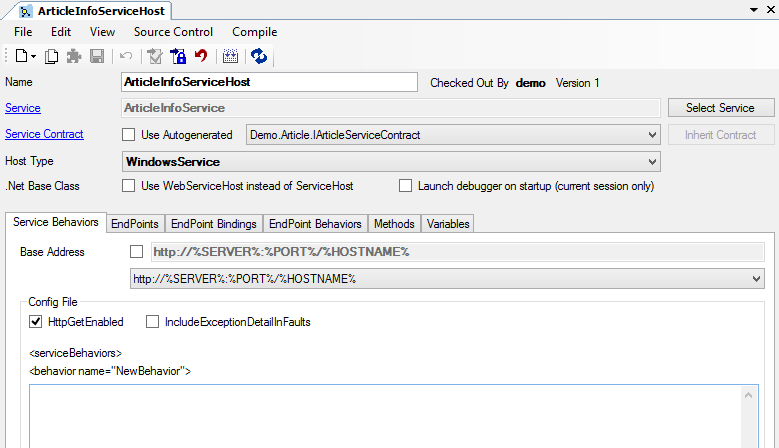 ArticleInfoServiceHost
File Edit View Source Control Compile
Name ArticleInfoServiceHost Checked Out By demo Version 1
Service ArticleInfoService Select Service
Service Contract Use Autogenerated Demo.Article.IArticleServiceContract Inherit Contract
Host Type WindowsService
.Net Base Class Use WebServiceHost instead of ServiceHost Launch debugger on startup (current session only)
Service Behaviors EndPoints EndPoint Bindings EndPoint Behaviors Methods Variables
Base Address http://%SERVER%:%PORT%/%HOSTNAME%
http://%SERVER%:%PORT%/%HOSTNAME%
Config File
HttpGetEnabled IncludeExceptionDetailInFaults
<serviceBehaviors>
<behavior name="NewBehavior">